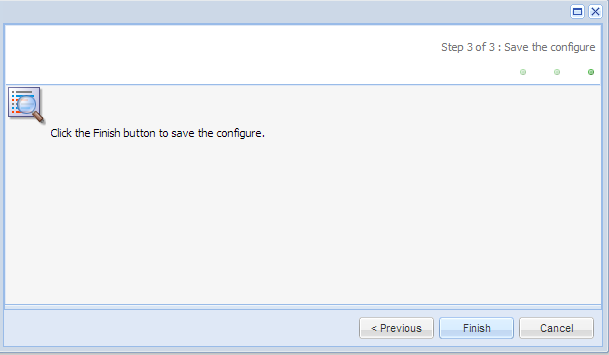 Step 3 of 3 : Save the configure
Click the Finish button to save the configure.
< Previous
Finish
Cancel